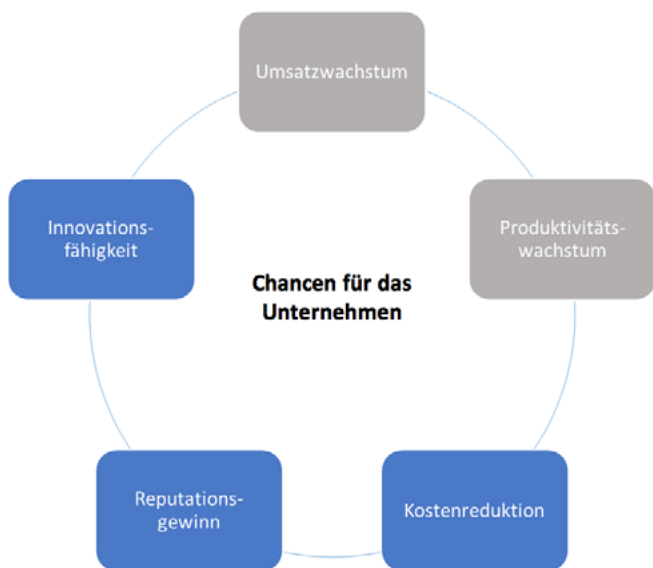 Umsatzwachstum
Innovations-
fähigkeit
Produktivitäts-
wachstum
Chancen für das
Unternehmen
Reputations-
gewinn
Kostenreduktion